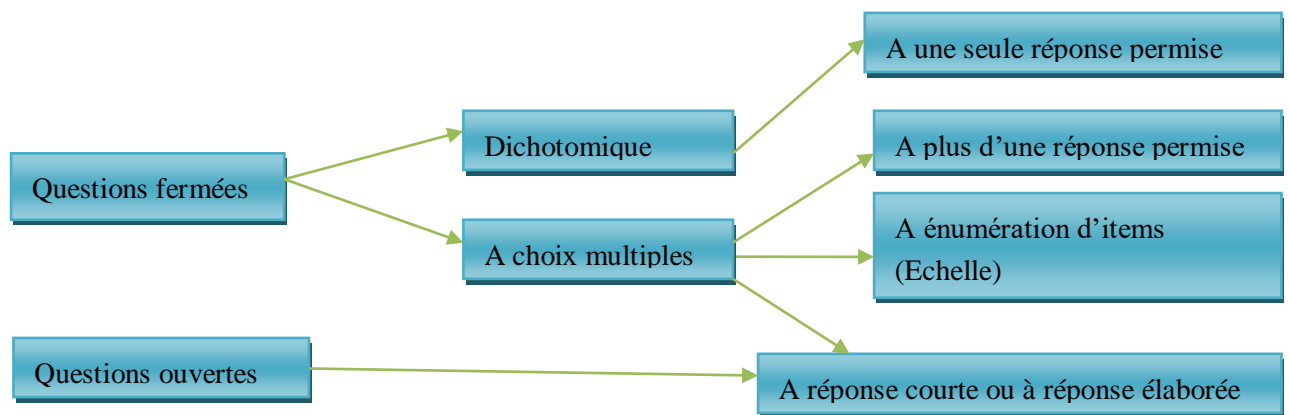 A une seule réponse permise
Dichotomique
A plus d’une réponse permise
Questions fermées
A énumération d’items
(Echelle)
A choix multiples
Questions ouvertes
A réponse courte ou à réponse élaborée